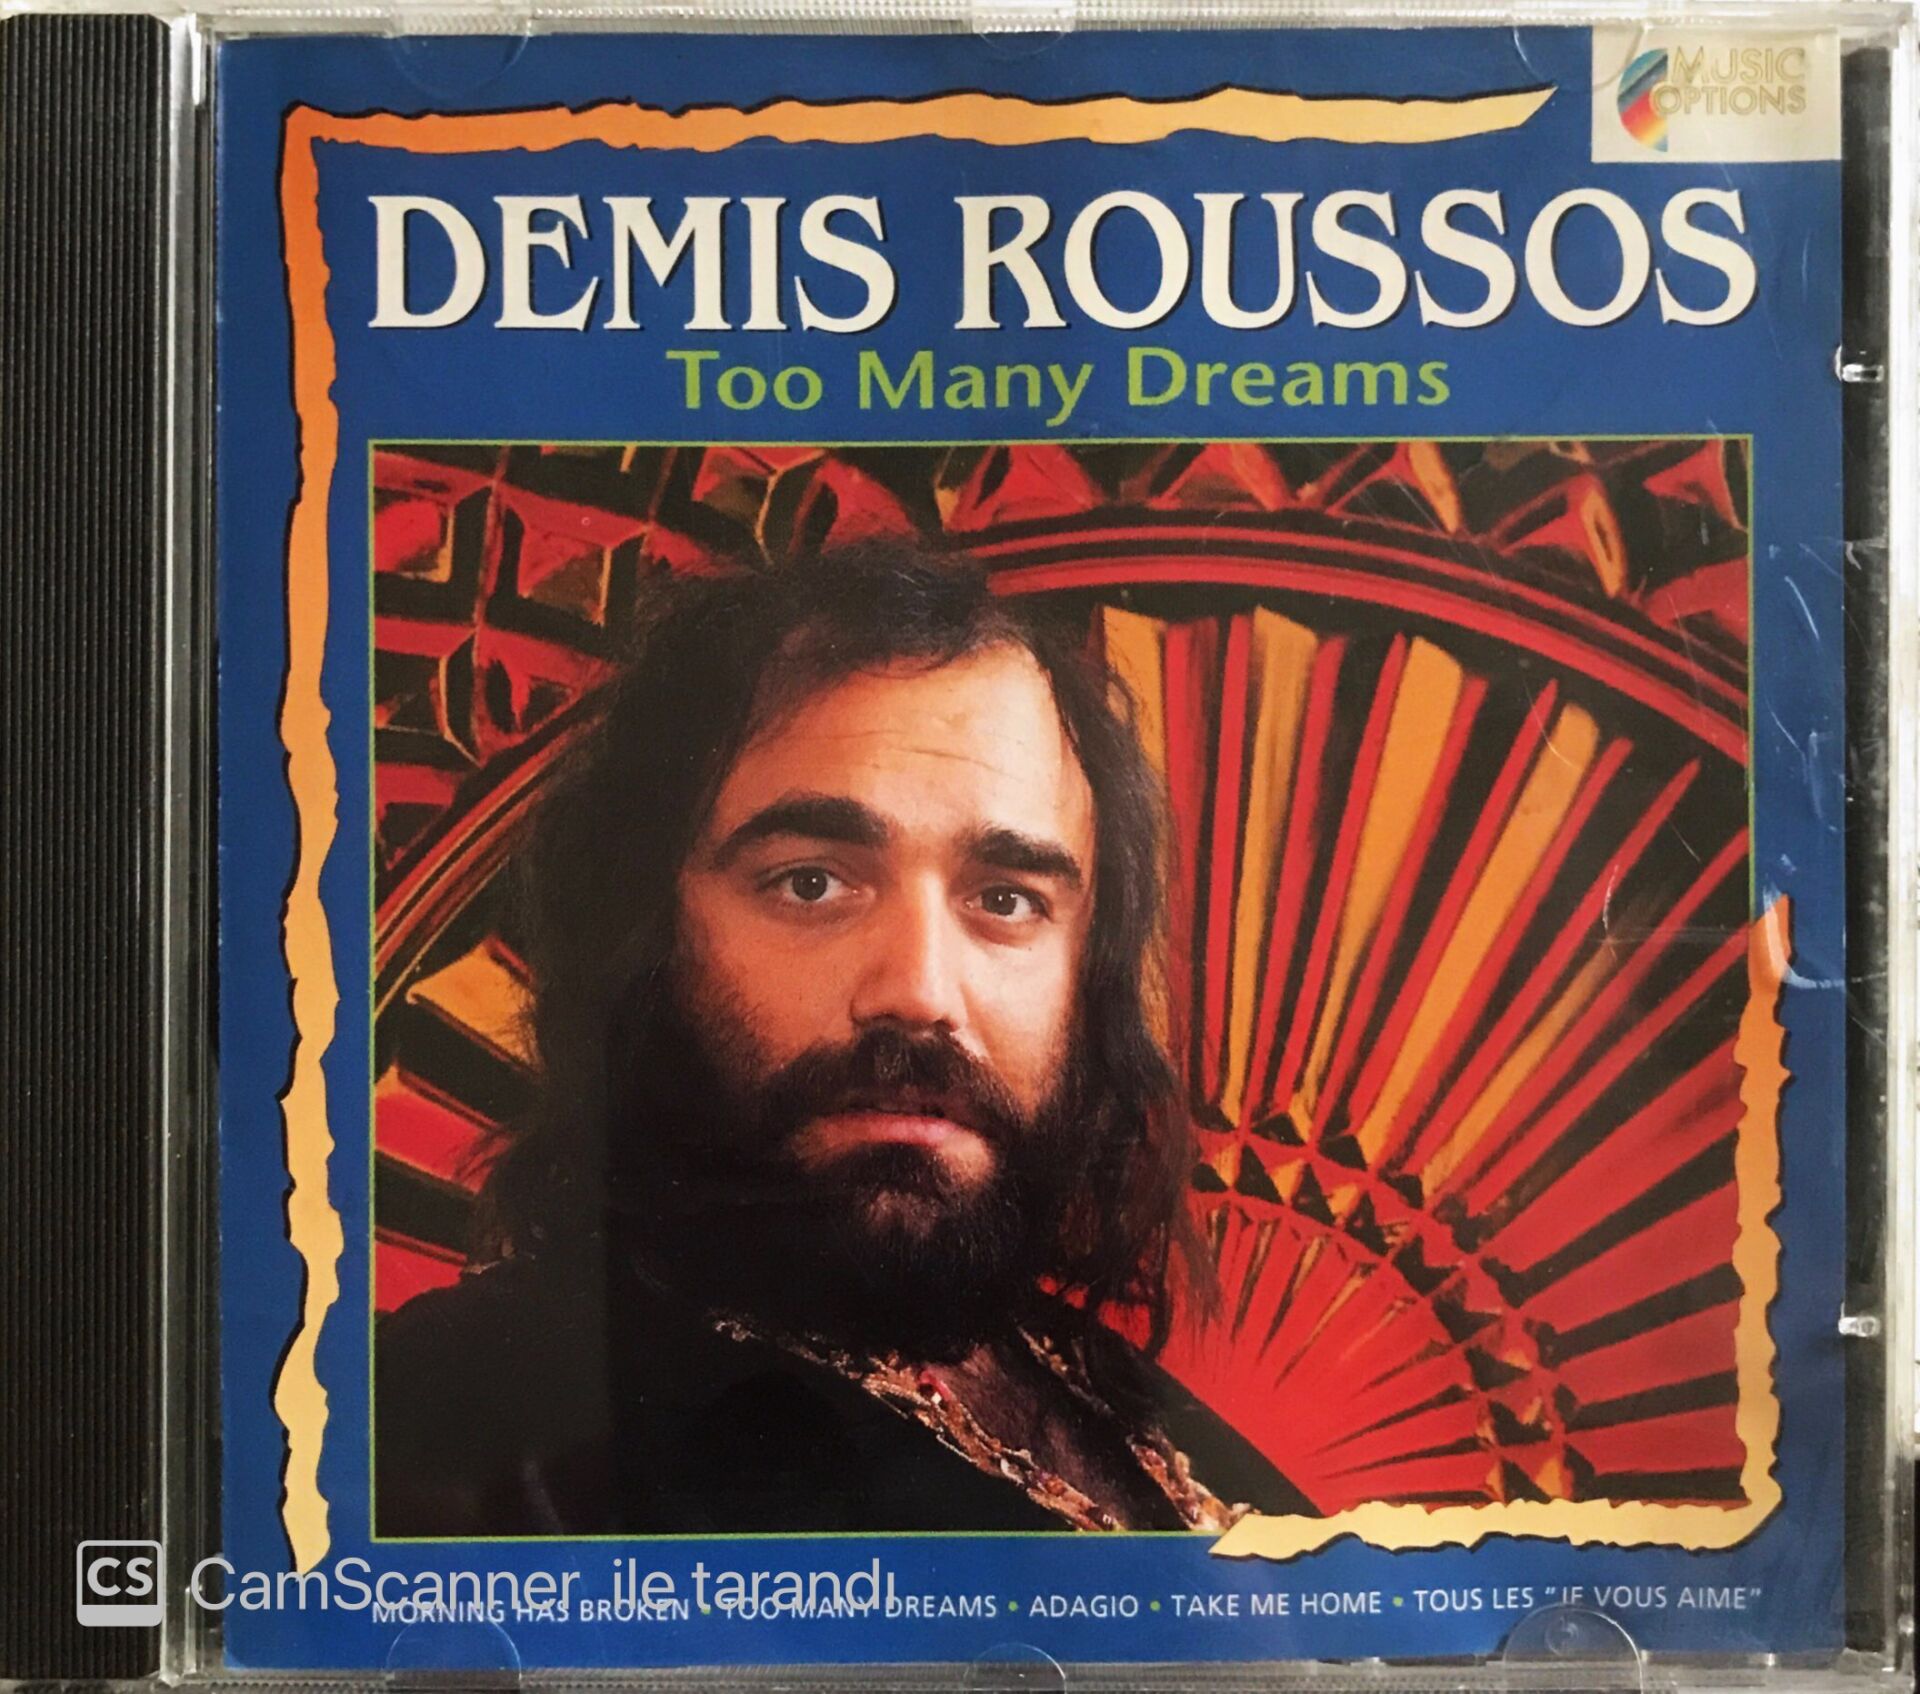 MUSIC
OPTIONS
DEMIS ROUSSOS
Too Many Dreams
CS CamScanner ile tarandı
MORNING HAS BROKEN • TOO MANY DREAMS • ADAGIO • TAKE ME HOME • TOUS LES "JE VOUS AIME"